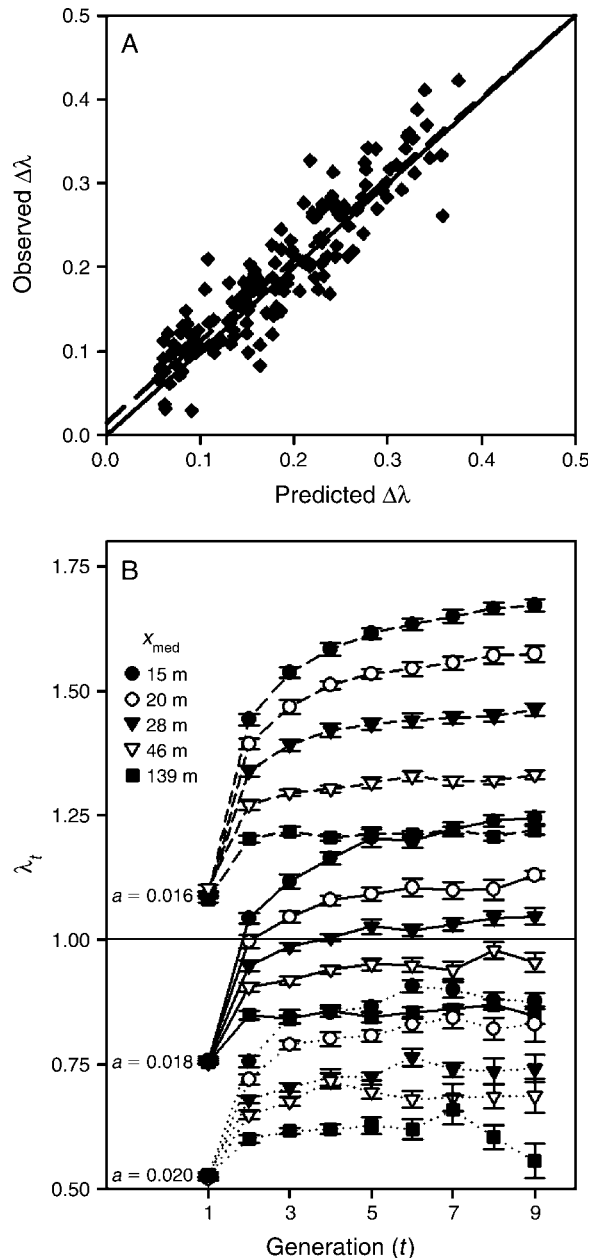 A
Observed Δλ
0.5
0.4
0.3
0.2
0.1
0.0
0.0 0.1 0.2 0.3 0.4 0.5
Predicted Δλ
B
λt
1.75
1.50
1.25
1.00
0.75
0.50
xmed
15 m
20 m
28 m
46 m
139 m
a = 0.016
a = 0.018
a = 0.020
1 3 5 7 9
Generation (t)